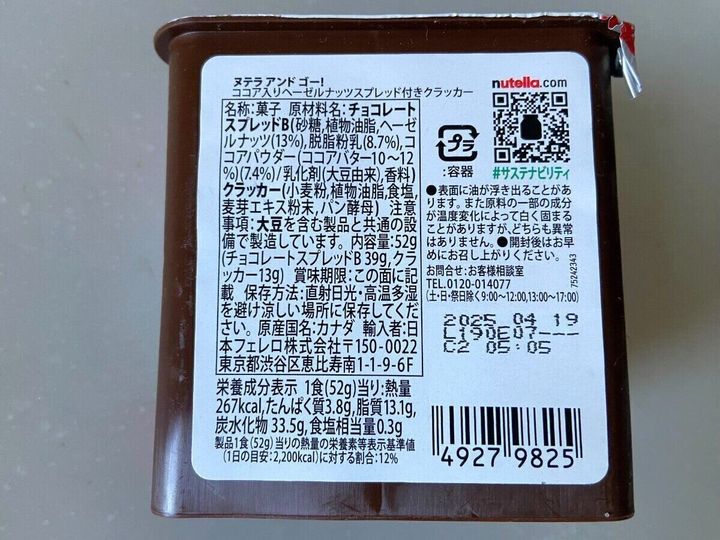 ヌテラ アンド ゴー!
ココア入りヘーゼルナッツスプレッド付きクラッカー
名称:菓子 原材料名:チョコレート
スプレッドB(砂糖,植物油脂,ヘーゼ
ルナッツ(13%),脱脂粉乳(8.7%),コ
コアパウダー(ココアバター10~12
%)(7.4%)/乳化剤(大豆由来),香料)
クラッカー(小麦粉,植物油脂,食塩,
麦芽エキス粉末,パン酵母) 注意
事項:大豆を含む製品と共通の設
備で製造しています。内容量:52g
(チョコレートスプレッドB 39g,クラ
ッカー13g) 賞味期限:この面に記
載 保存方法:直射日光・高温多湿
を避け涼しい場所に保存してくだ
さい。原産国名:カナダ 輸入者:日
本フェレロ株式会社〒150-0022
東京都渋谷区恵比寿南1-1-9-6F
栄養成分表示 1食(52g)当り:熱量
267kcal,たんぱく質3.8g,脂質13.1g,
炭水化物 33.5g,食塩相当量0.3g
製品1食(52g)当りの熱量の栄養素等表示基準値
(1日の目安:2,200kcal)に対する割合:12%
nutella.com
プラ
:容器
#サステナビリティ
●表面に油が浮き出ることがあ
ります。また原料の一部の成分
が温度変化によって白く固まる
ことがありますが、どちらも異常
はありません。●開封後はお早
めにお召し上がりください。
お問合せ:お客様相談室
TEL.0120-014077
(土・日・祭日除く9:00~12:00,13:00~17:00)
75242343
2025 04 19
L190E07---
C2 05:05
4927 9825